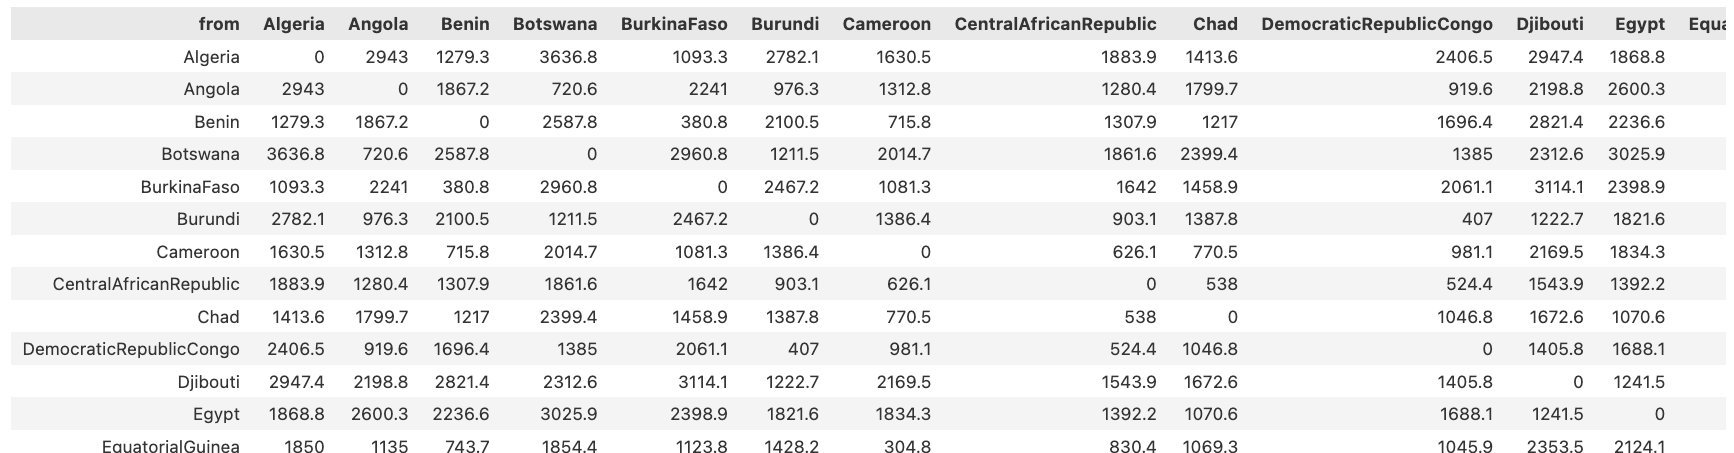 from Algeria Angola Benin Botswana BurkinaFaso Burundi Cameroon CentralAfricanRepublic Chad DemocraticRepublicCongo Djibouti Egypt Equa
Algeria 0 2943 1279.3 3636.8 1093.3 2782.1 1630.5 1883.9 1413.6 2406.5 2947.4 1868.8
Angola 2943 0 1867.2 720.6 2241 976.3 1312.8 1280.4 1799.7 919.6 2198.8 2600.3
Benin 1279.3 1867.2 0 2587.8 380.8 2100.5 715.8 1307.9 1217 1696.4 2821.4 2236.6
Botswana 3636.8 720.6 2587.8 0 2960.8 1211.5 2014.7 1861.6 2399.4 1385 2312.6 3025.9
BurkinaFaso 1093.3 2241 380.8 2960.8 0 2467.2 1081.3 1642 1458.9 2061.1 3114.1 2398.9
Burundi 2782.1 976.3 2100.5 1211.5 2467.2 0 1386.4 903.1 1387.8 407 1222.7 1821.6
Cameroon 1630.5 1312.8 715.8 2014.7 1081.3 1386.4 0 626.1 770.5 981.1 2169.5 1834.3
CentralAfricanRepublic 1883.9 1280.4 1307.9 1861.6 1642 903.1 626.1 0 538 524.4 1543.9 1392.2
Chad 1413.6 1799.7 1217 2399.4 1458.9 1387.8 770.5 538 0 1046.8 1672.6 1070.6
DemocraticRepublicCongo 2406.5 919.6 1696.4 1385 2061.1 407 981.1 524.4 1046.8 0 1405.8 1688.1
Djibouti 2947.4 2198.8 2821.4 2312.6 3114.1 1222.7 2169.5 1543.9 1672.6 1405.8 0 1241.5
Egypt 1868.8 2600.3 2236.6 3025.9 2398.9 1821.6 1834.3 1392.2 1070.6 1688.1 1241.5 0
EquatorialGuinea 1850 1135 743.7 1854.4 1123.8 1428.2 304.8 830.4 1069.3 1045.9 2353.5 2124.1